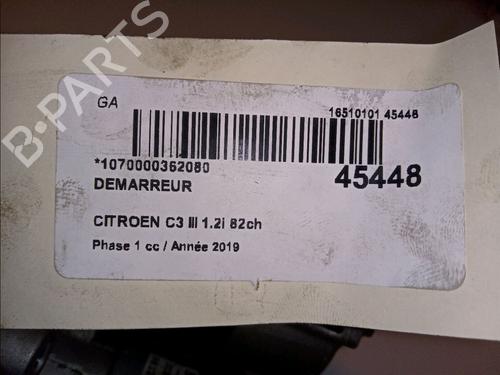 B-PARTS
GA
16510101 45448
*1070000362080
45448
DEMARREUR
CITROEN C3 III 1.2i 82ch
Phase 1 cc / Année 2019